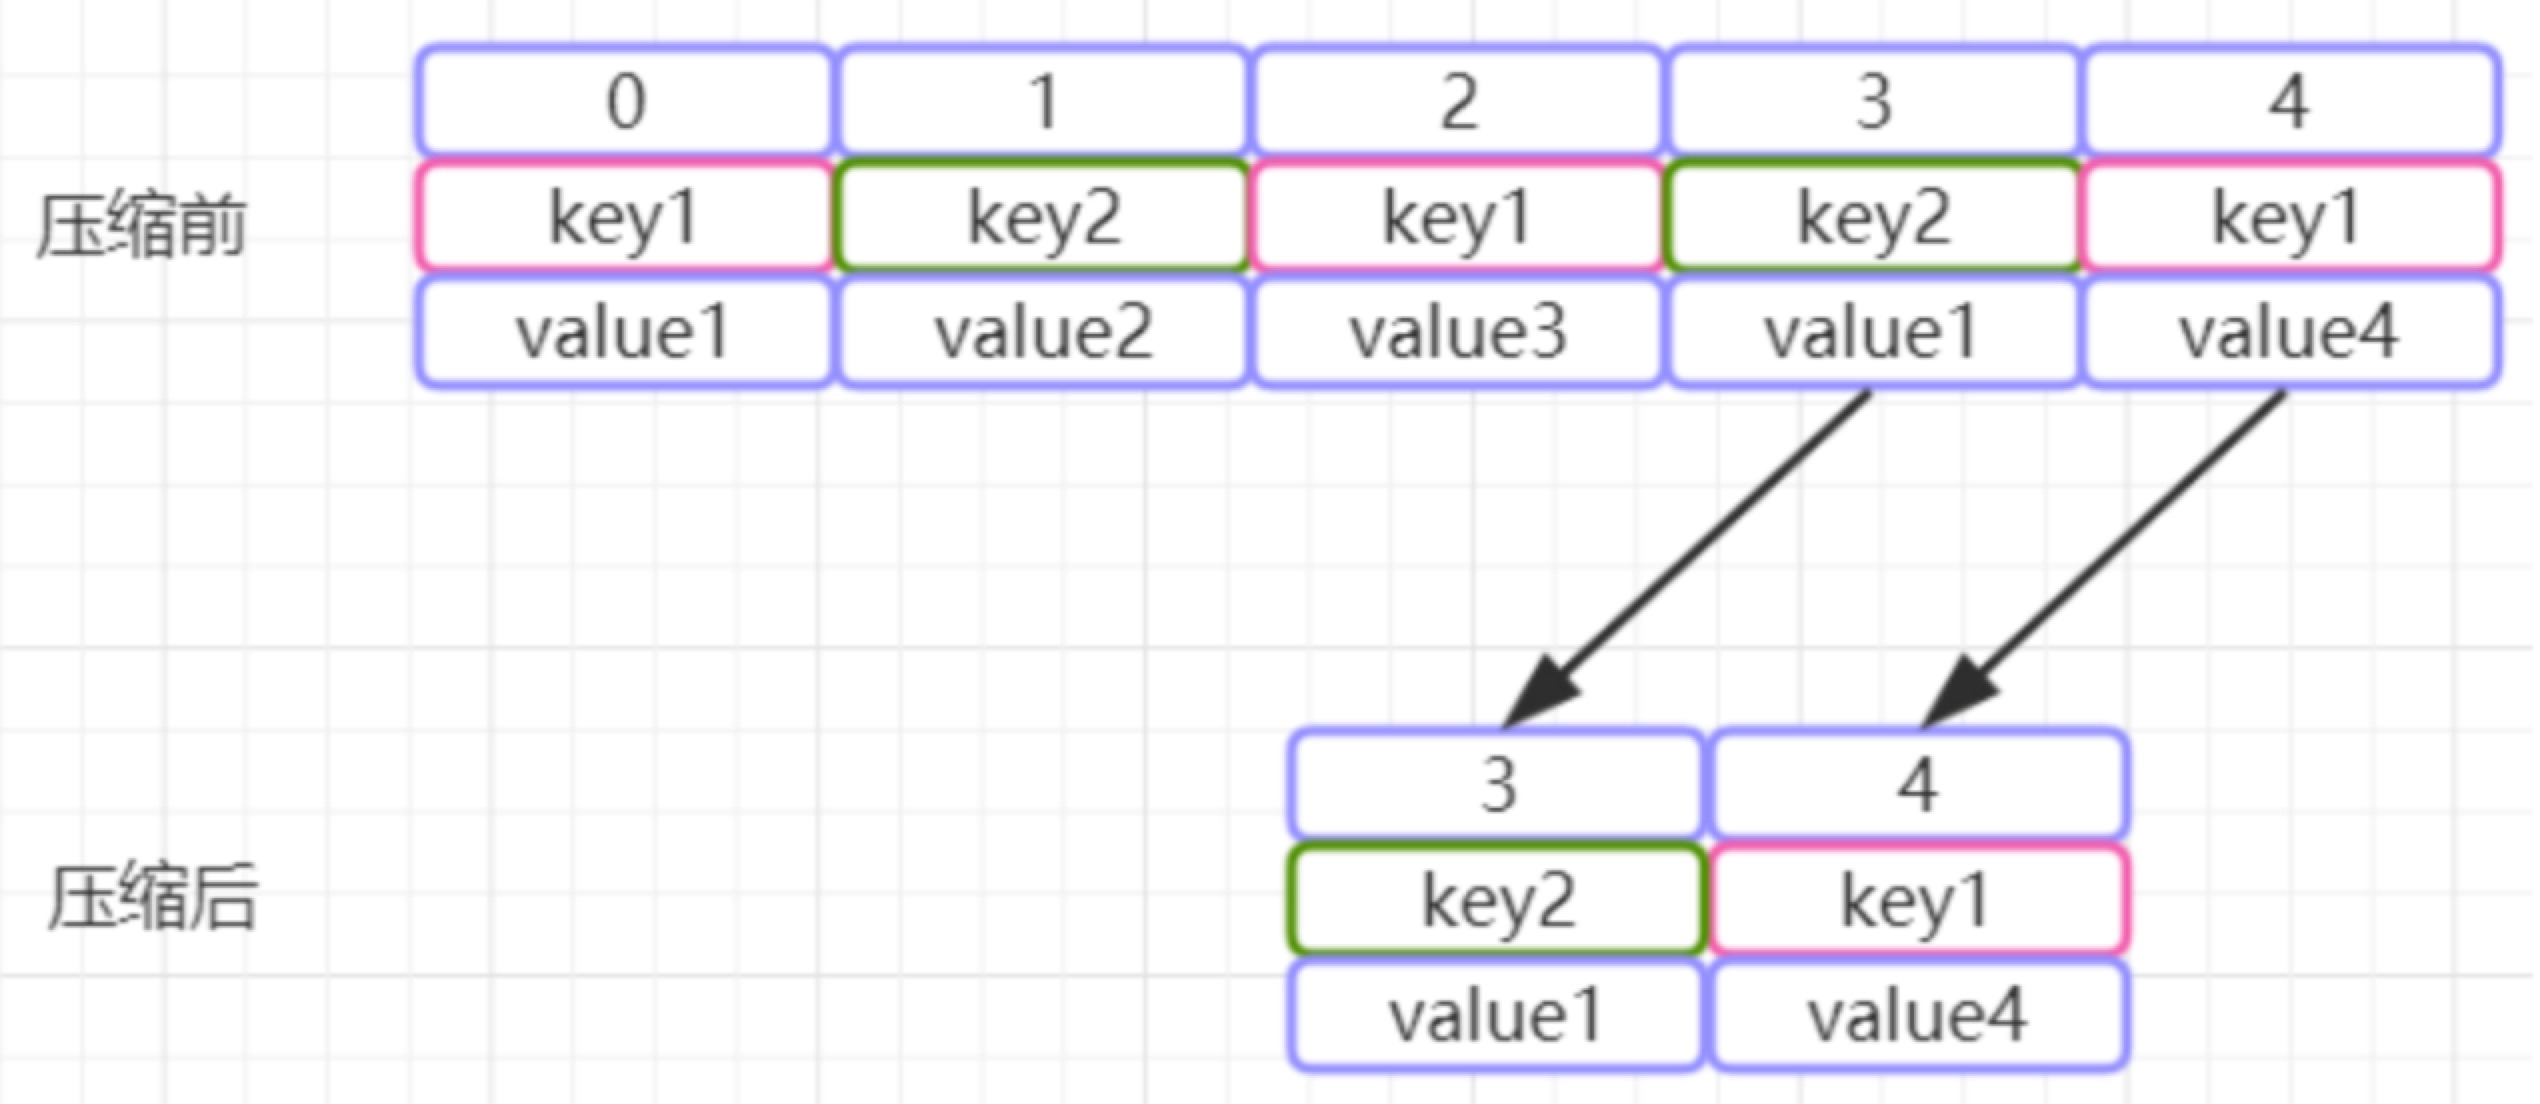 0 1 2 3 4
压缩前 key1 key2 key1 key2 key1
value1 value2 value3 value1 value4
3 4
压缩后 key2 key1
value1 value4